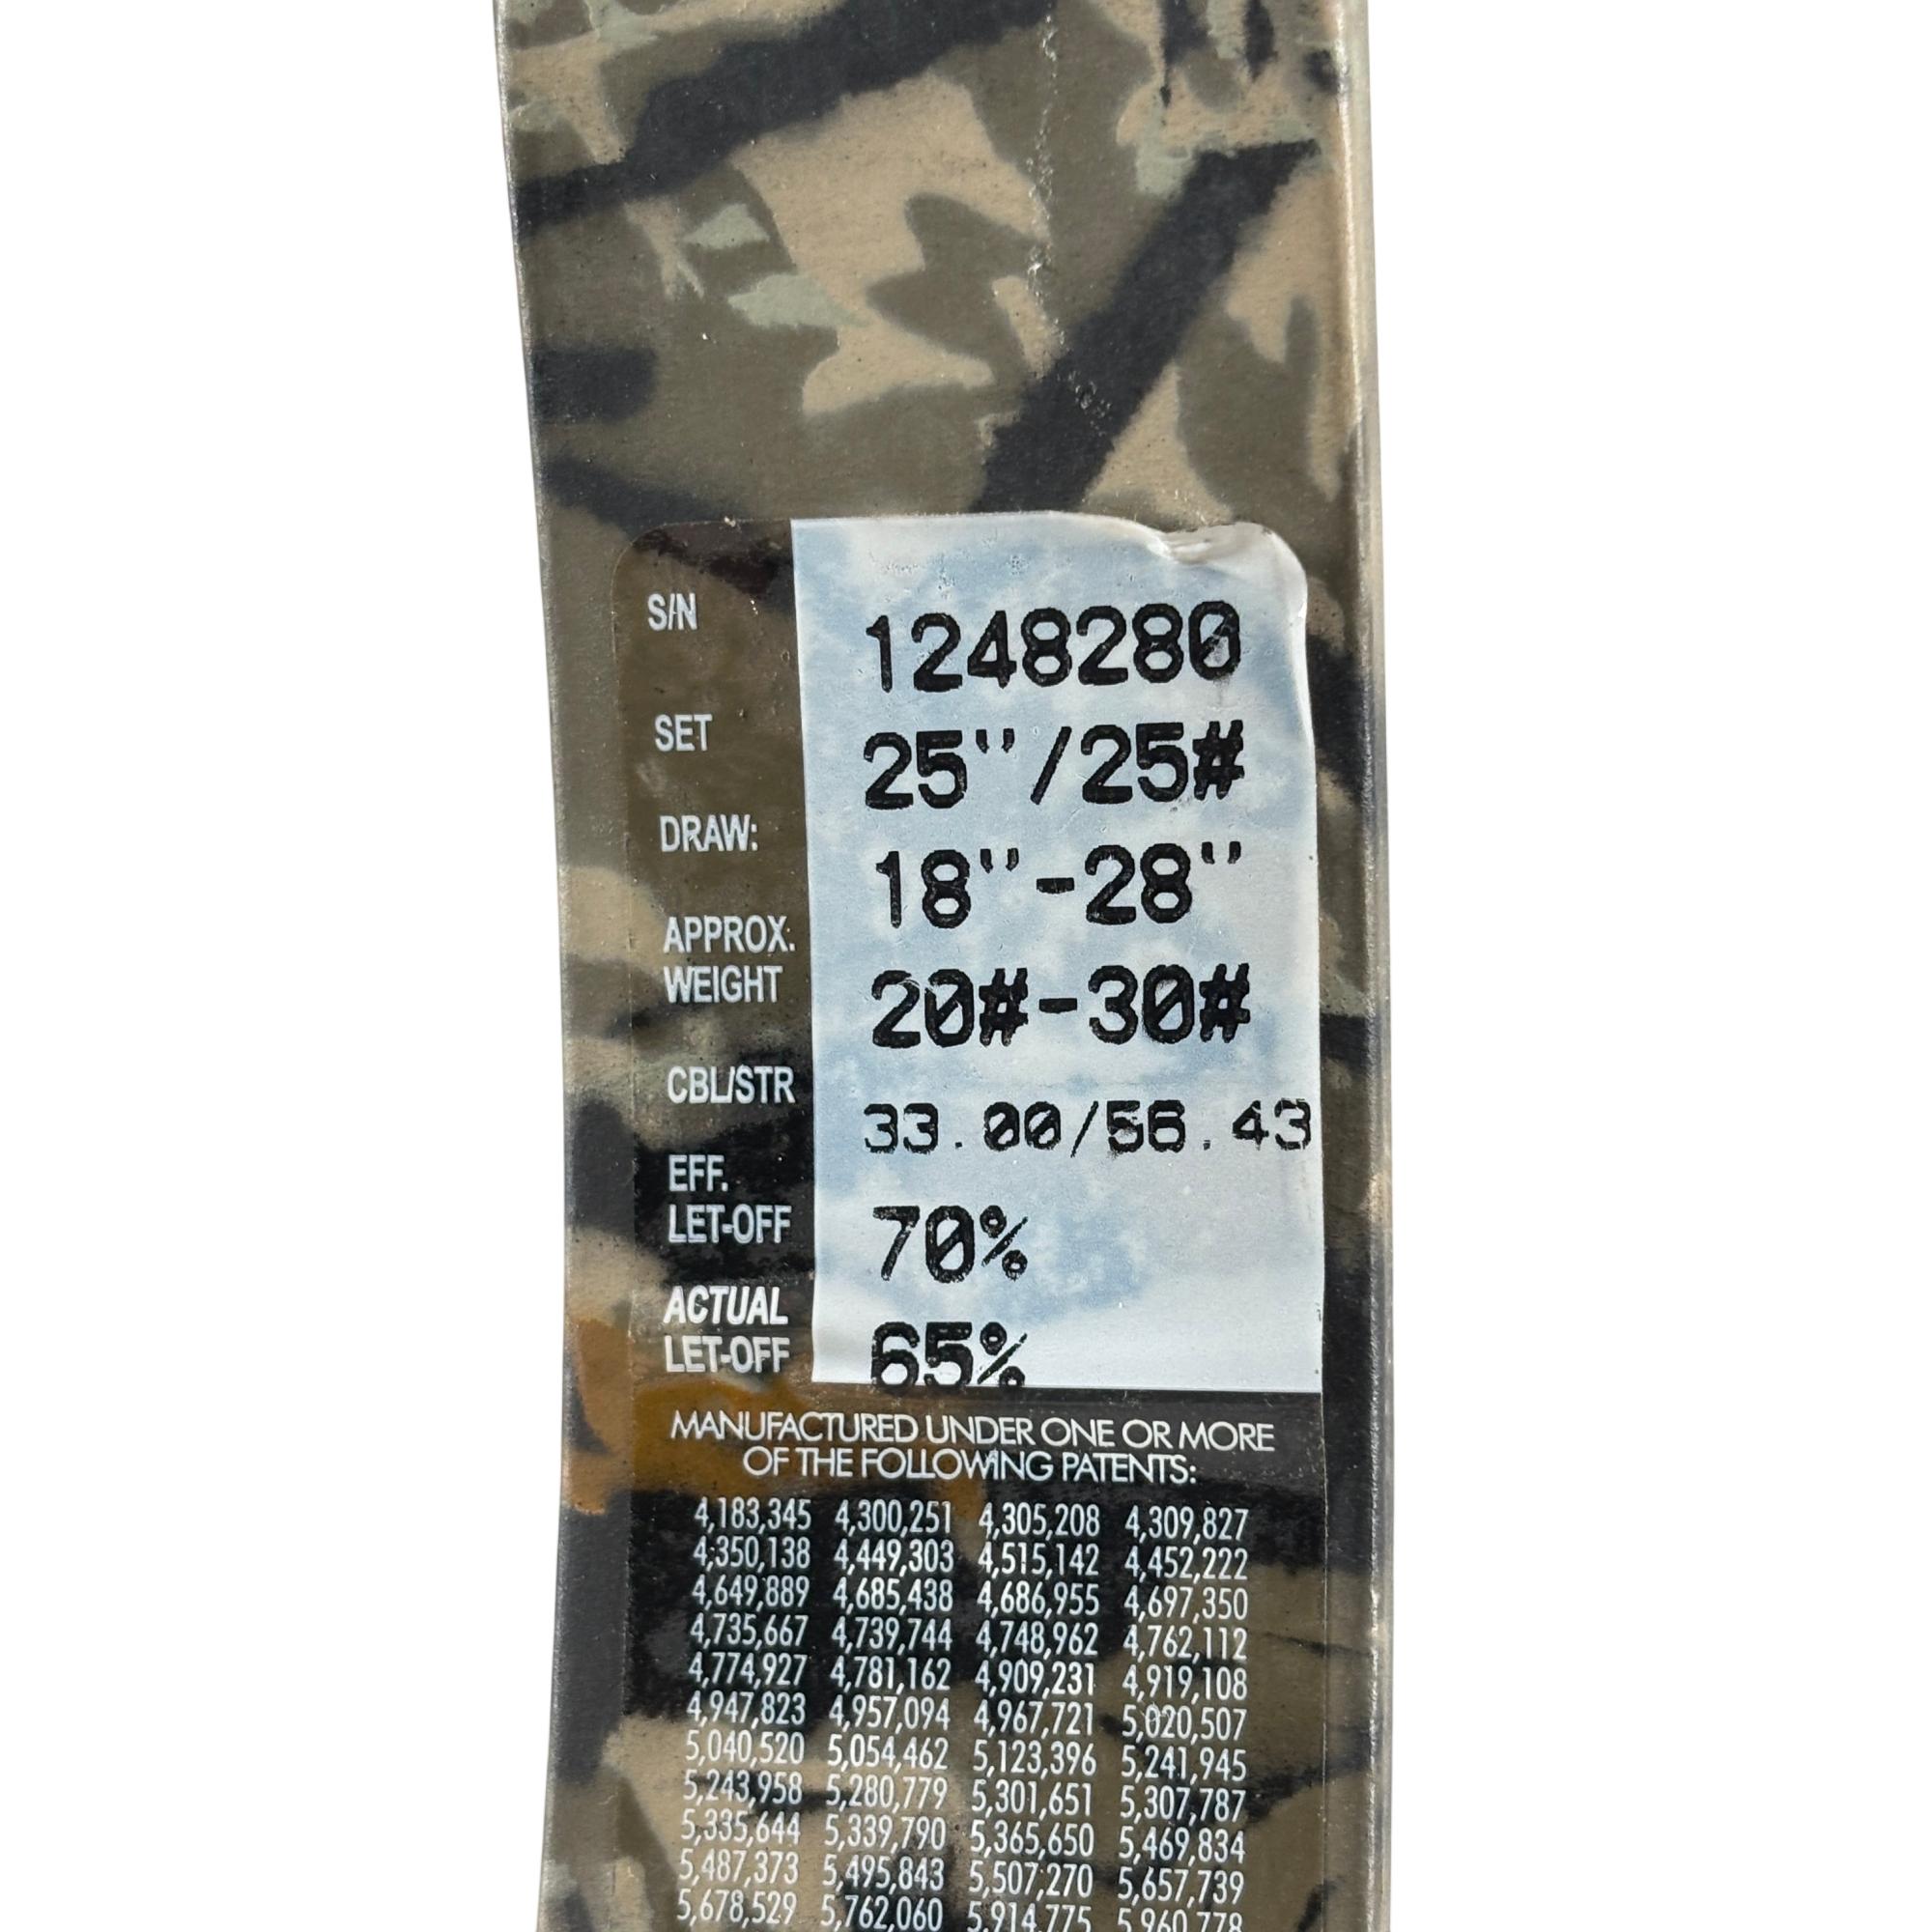 S/N 1248280
SET 25"/25#
DRAW: 18"-28"
APPROX. WEIGHT 20#-30#
CBL/STR 33.00/56.43
EFF. LET-OFF 70%
ACTUAL LET-OFF 65%
MANUFACTURED UNDER ONE OR MORE
OF THE FOLLOWING PATENTS:
4,183,345 4,300,251 4,305,208 4,309,827
4,350,138 4,449,303 4,515,142 4,452,222
4,649,889 4,685,438 4,686,955 4,697,350
4,735,667 4,739,744 4,748,962 4,762,112
4,774,927 4,781,162 4,909,231 4,919,108
4,947,823 4,957,094 4,967,721 5,020,507
5,040,520 5,054,462 5,123,396 5,241,945
5,243,958 5,280,779 5,301,651 5,307,787
5,335,644 5,339,790 5,365,650 5,469,834
5,487,373 5,495,843 5,507,270 5,657,739
5,678,529 5,762,060 5,914,775 5,960,778